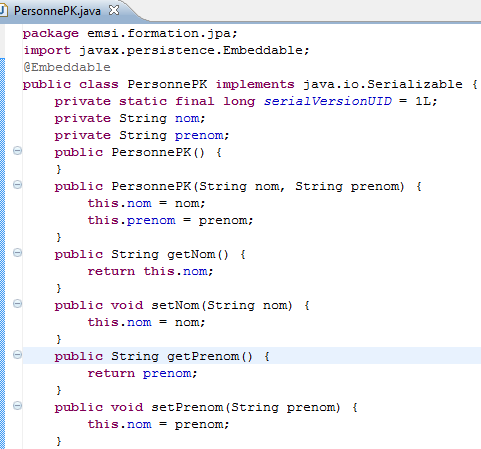 PersonnePK.java
package emsi.formation.jpa;
import javax.persistence.Embeddable;
@Embeddable
public class PersonnePK implements java.io.Serializable {
    private static final long serialVersionUID = 1L;
    private String nom;
    private String prenom;
    public PersonnePK() {
    }
    public PersonnePK(String nom, String prenom) {
        this.nom = nom;
        this.prenom = prenom;
    }
    public String getNom() {
        return this.nom;
    }
    public void setNom(String nom) {
        this.nom = nom;
    }
    public String getPrenom() {
        return prenom;
    }
    public void setPrenom(String prenom) {
        this.nom = prenom;
    }